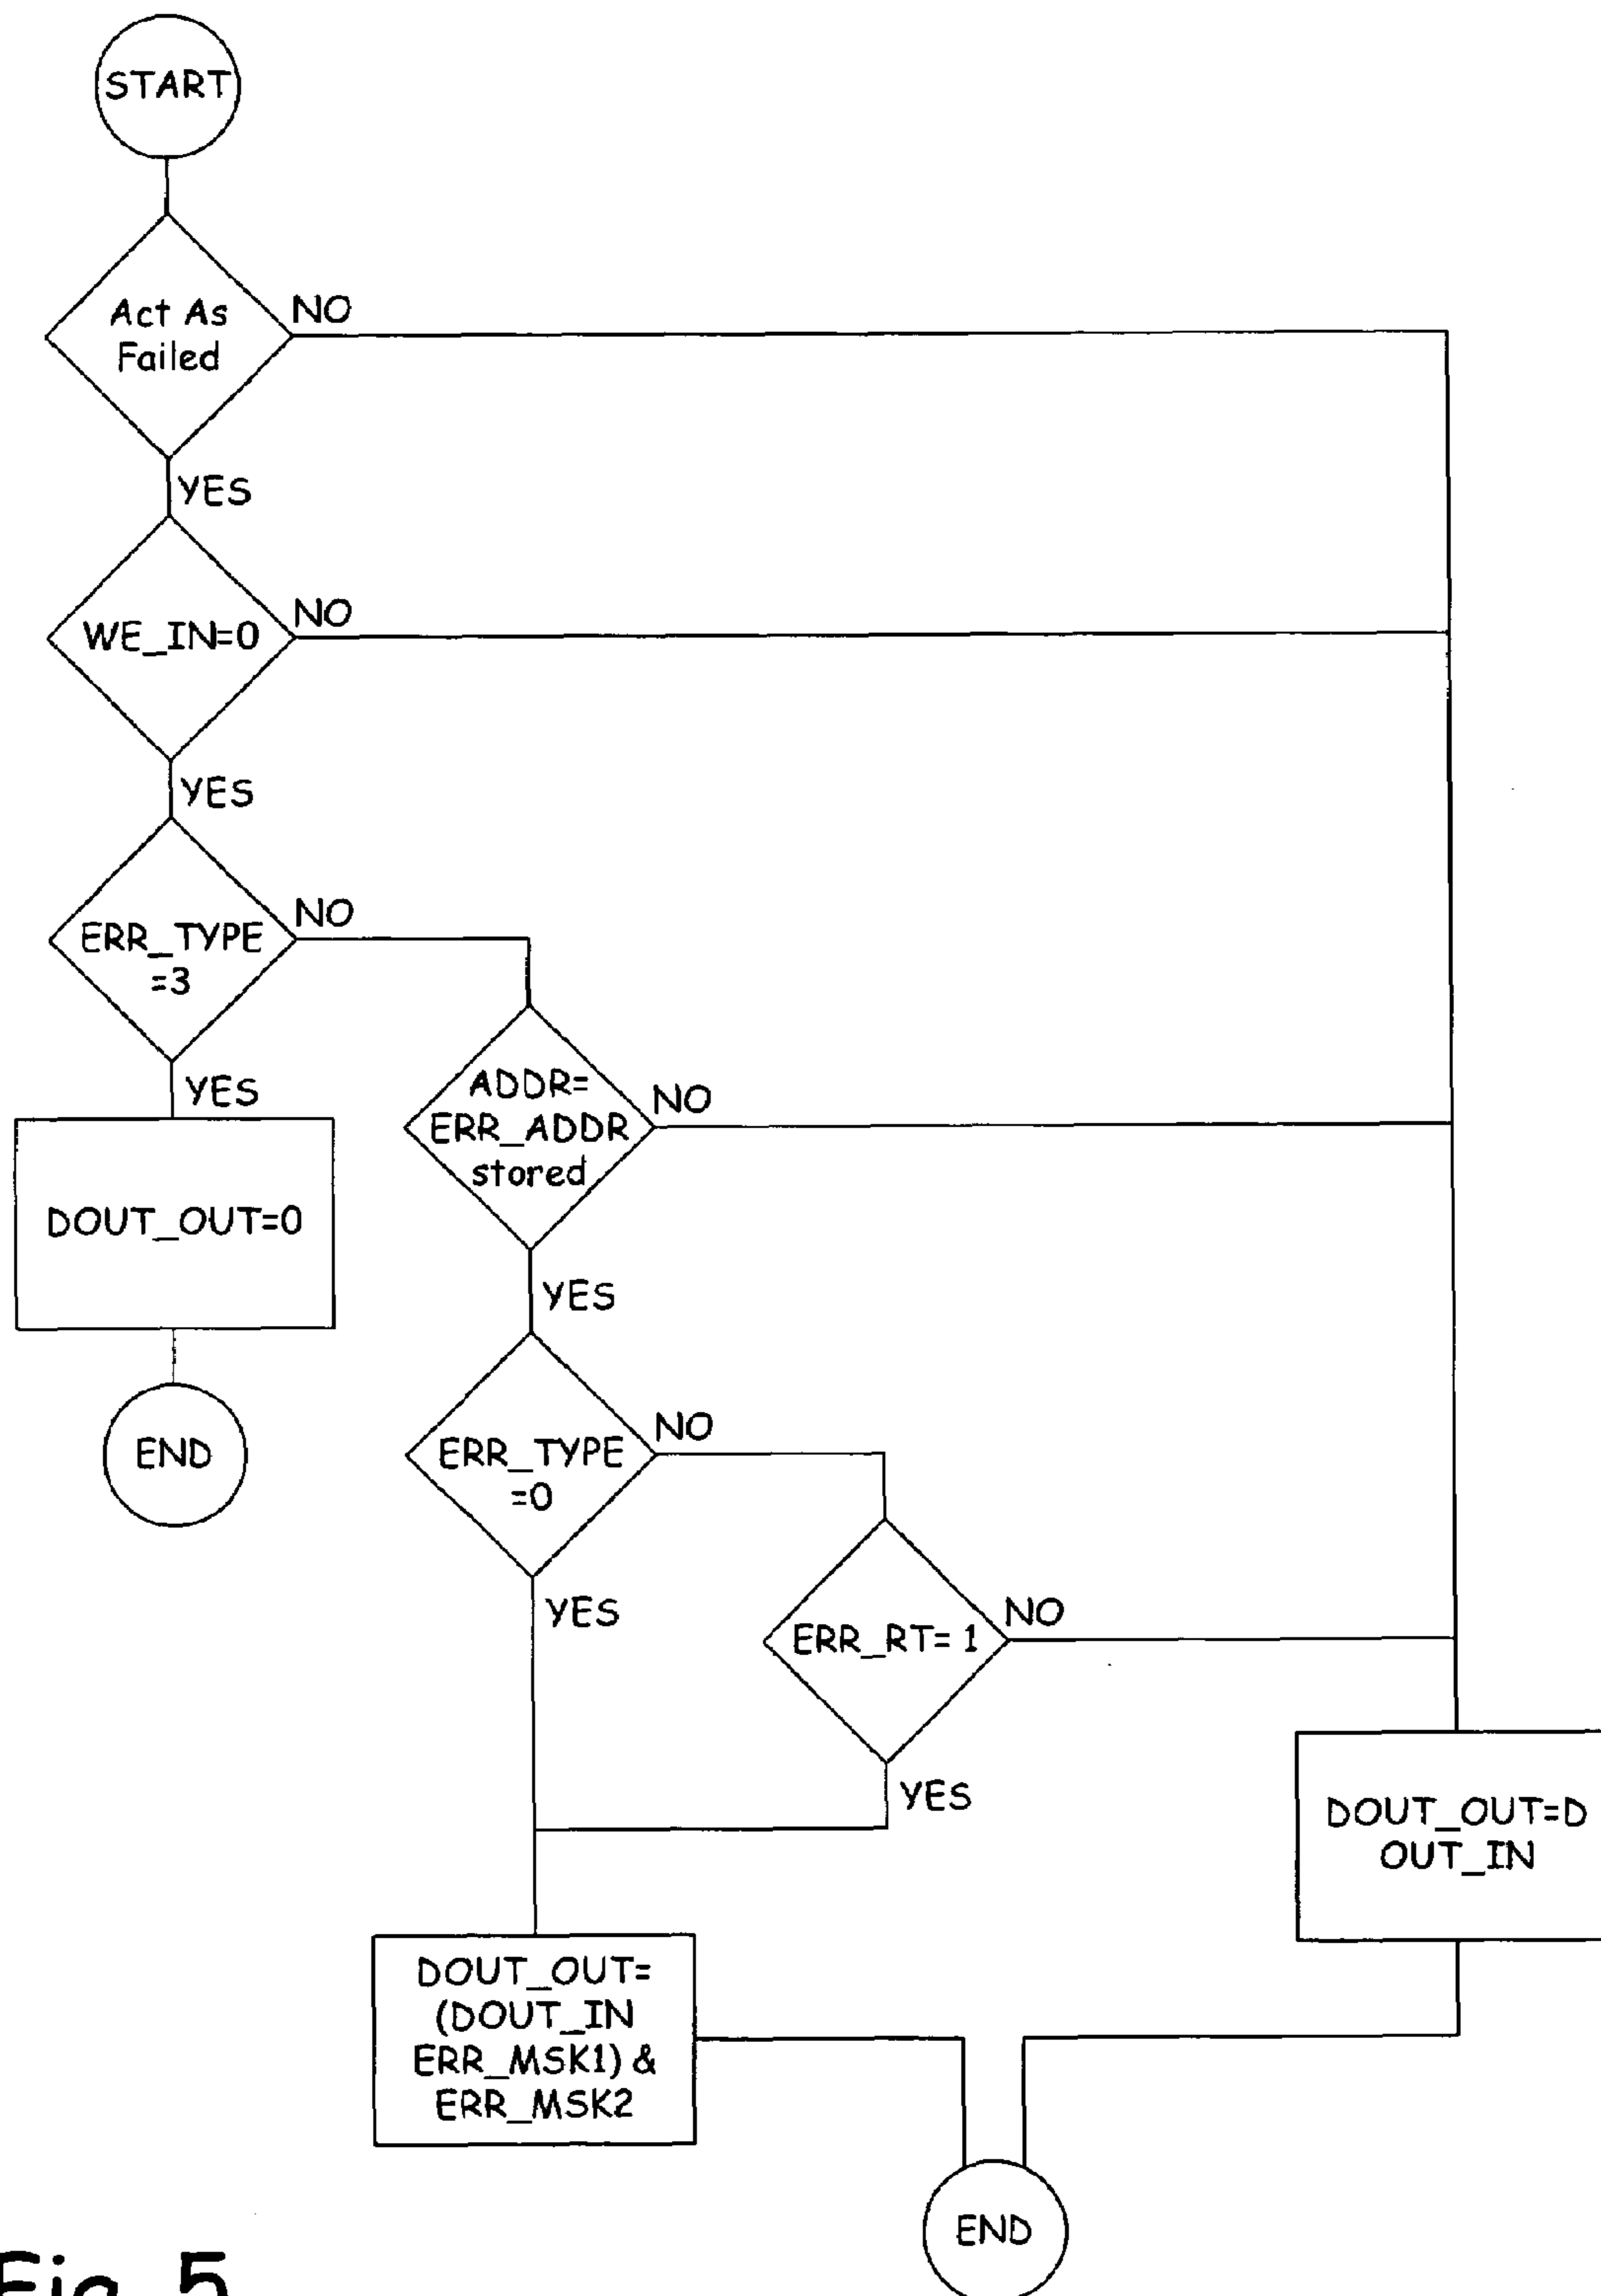 START
Act As
Failed
NO
YES
WE_IN=0
NO
YES
ERR_TYPE
=3
NO
YES
DOUT_OUT=0
END
ADDR=
ERR_ADDR
stored
NO
YES
ERR_TYPE
=0
NO
YES
ERR_RT= 1
NO
YES
DOUT_OUT=D
OUT_IN
DOUT_OUT=
(DOUT_IN
ERR_MSK1) &
ERR_MSK2
END
Fig. 5